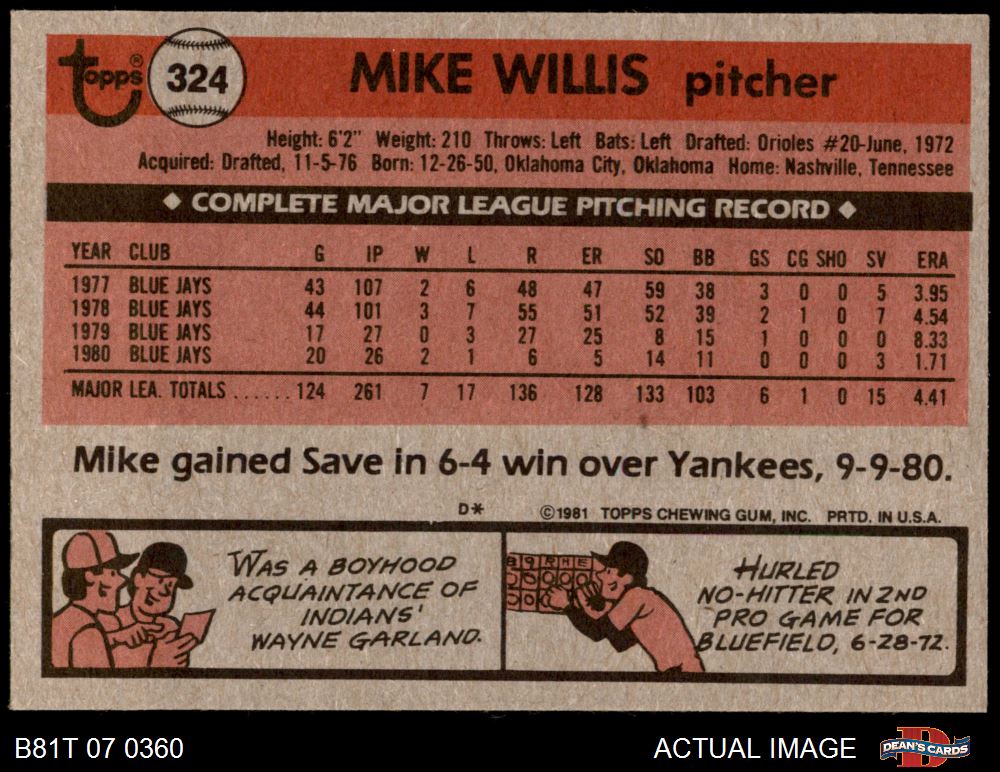 Topps® 324 MIKE WILLIS pitcher
Height: 6'2" Weight: 210 Throws: Left Bats: Left Drafted: Orioles #20-June, 1972
Acquired: Drafted, 11-5-76 Born: 12-26-50, Oklahoma City, Oklahoma Home: Nashville, Tennessee
◆ COMPLETE MAJOR LEAGUE PITCHING RECORD ◆
YEAR CLUB G IP W L R ER SO BB GS CG SHO SV ERA
1977 BLUE JAYS 43 107 2 6 48 47 59 38 3 0 0 5 3.95
1978 BLUE JAYS 44 101 3 7 55 51 52 39 2 1 0 7 4.54
1979 BLUE JAYS 17 27 0 3 27 25 8 15 1 0 0 0 8.33
1980 BLUE JAYS 20 26 2 1 6 5 14 11 0 0 0 3 1.71
MAJOR LEA. TOTALS ...... 124 261 7 17 136 128 133 103 6 1 0 15 4.41
Mike gained Save in 6-4 win over Yankees, 9-9-80.
D* ©1981 TOPPS CHEWING GUM, INC. PRTD. IN U.S.A.
WAS A BOYHOOD
ACQUAINTANCE OF
INDIANS'
WAYNE GARLAND.
8 9 R H E
HURLED
NO-HITTER IN 2ND
PRO GAME FOR
BLUEFIELD, 6-28-72.
B81T 07 0360 ACTUAL IMAGE DEAN'S CARDS